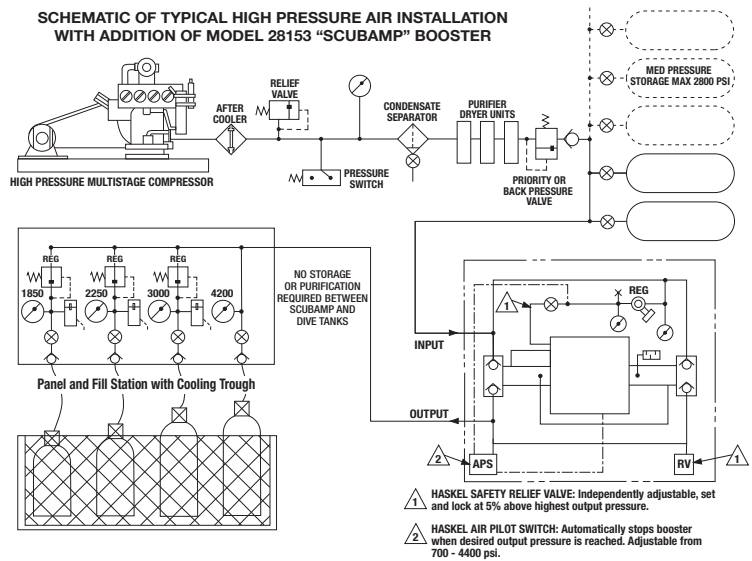 SCHEMATIC OF TYPICAL HIGH PRESSURE AIR INSTALLATION
WITH ADDITION OF MODEL 28153 “SCUBAMP” BOOSTER
RELIEF
VALVE
AFTER
COOLER
CONDENSATE
SEPARATOR
PURIFIER
DRYER UNITS
MED PRESSURE
STORAGE MAX 2800 PSI
PRESSURE
SWITCH
PRIORITY OR
BACK PRESSURE
VALVE
HIGH PRESSURE MULTISTAGE COMPRESSOR
REG
REG
REG
1850
2250
3000
4200
NO STORAGE
OR PURIFICATION
REQUIRED BETWEEN
SCUBAMP AND
DIVE TANKS
Panel and Fill Station with Cooling Trough
INPUT
OUTPUT
1
REG
2
APS
RV
1
1
HASKEL SAFETY RELIEF VALVE: Independently adjustable, set
and lock at 5% above highest output pressure.
2
HASKEL AIR PILOT SWITCH: Automatically stops booster
when desired output pressure is reached. Adjustable from
700 - 4400 psi.